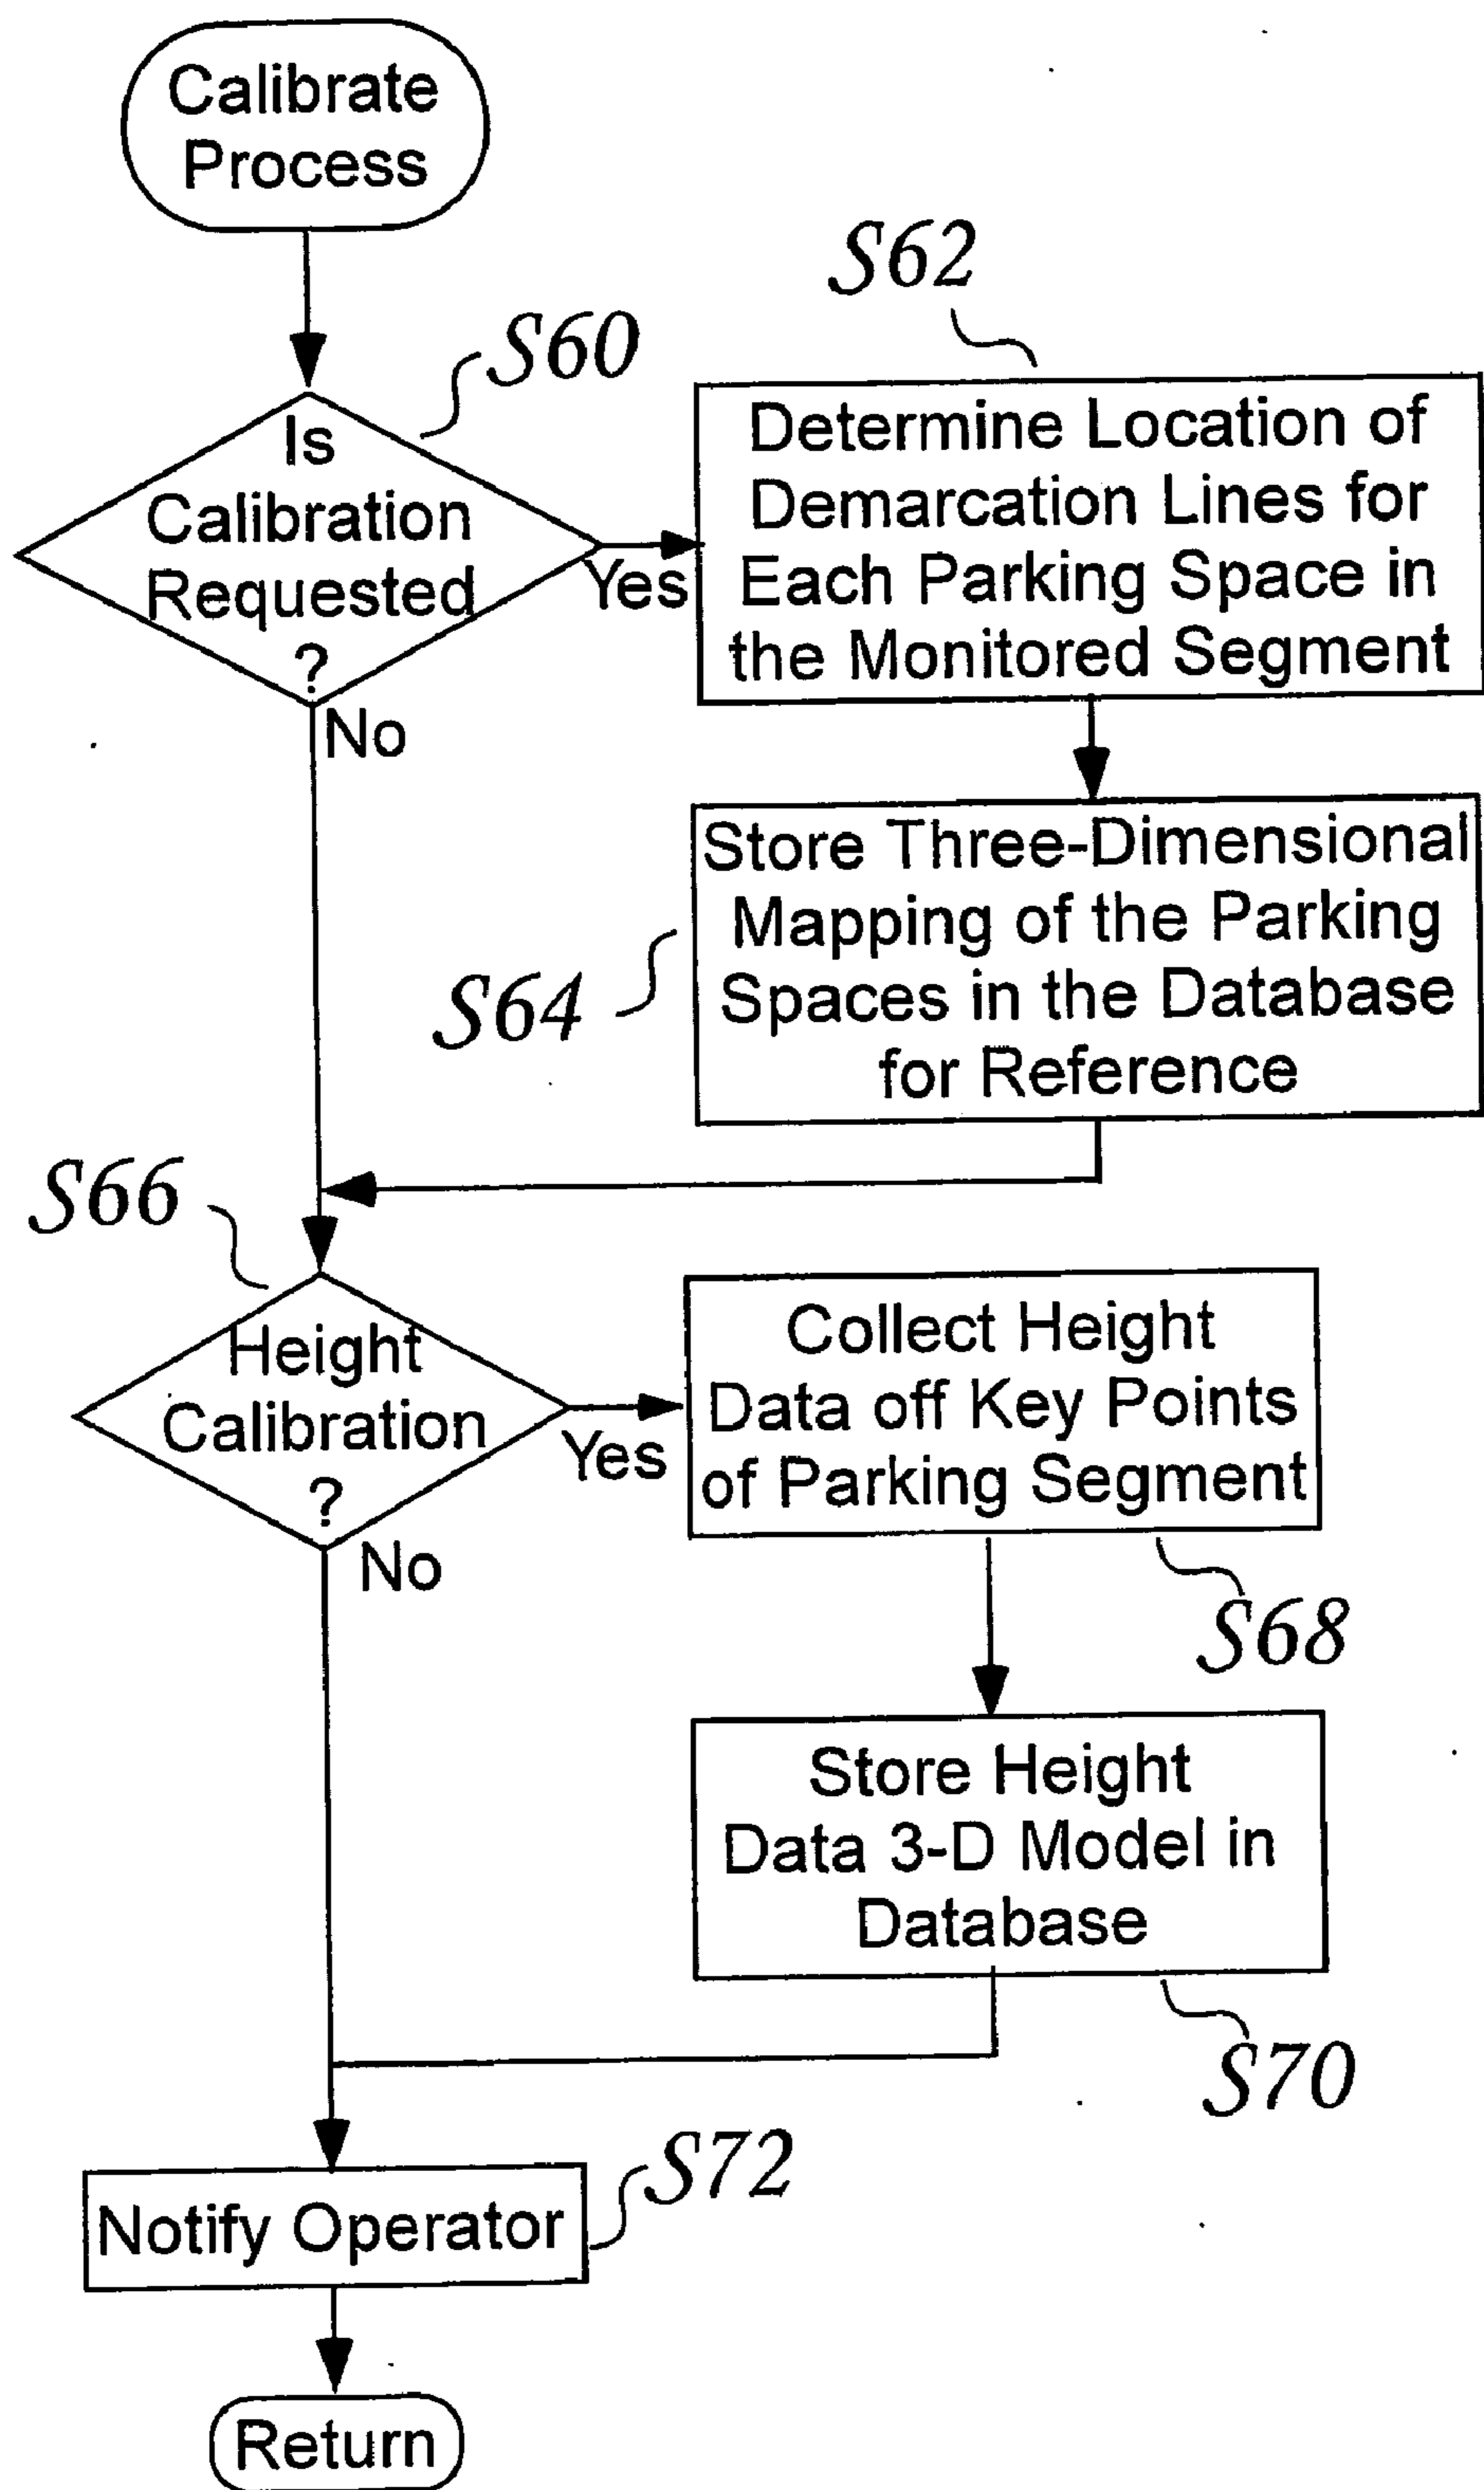 Calibrate
Process
S60
Is
Calibration
Requested
?
Yes
No
S62
Determine Location of
Demarcation Lines for
Each Parking Space in
the Monitored Segment
S64
Store Three-Dimensional
Mapping of the Parking
Spaces in the Database
for Reference
S66
Height
Calibration
?
Yes
No
Collect Height
Data off Key Points
of Parking Segment
S68
Store Height
Data 3-D Model in
Database
S70
S72
Notify Operator
Return